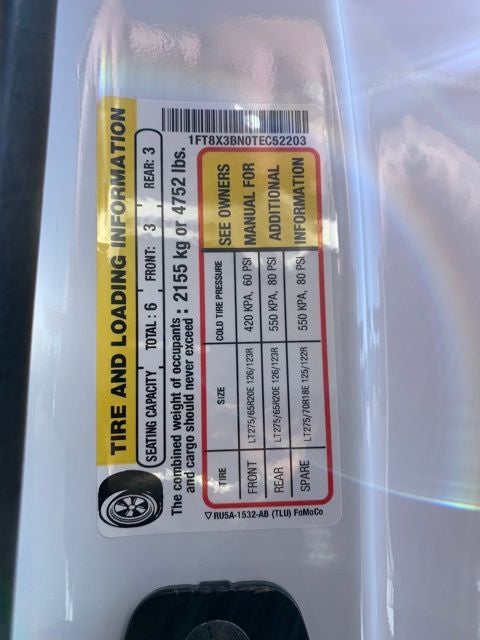 1FT8X3BN0TEC52203
TIRE AND LOADING INFORMATION
SEATING CAPACITY TOTAL : 6 FRONT: 3 REAR: 3
The combined weight of occupants
and cargo should never exceed : 2155 kg or 4752 lbs.
TIRE SIZE COLD TIRE PRESSURE SEE OWNERS
FRONT LT275/65R20E 126/123R 420 KPA, 60 PSI MANUAL FOR
REAR LT275/65R20E 126/123R 550 KPA, 80 PSI ADDITIONAL
SPARE LT275/70R18E 125/122R 550 KPA, 80 PSI INFORMATION
▽ RU5A-1532-AB (TLU) FoMoCo